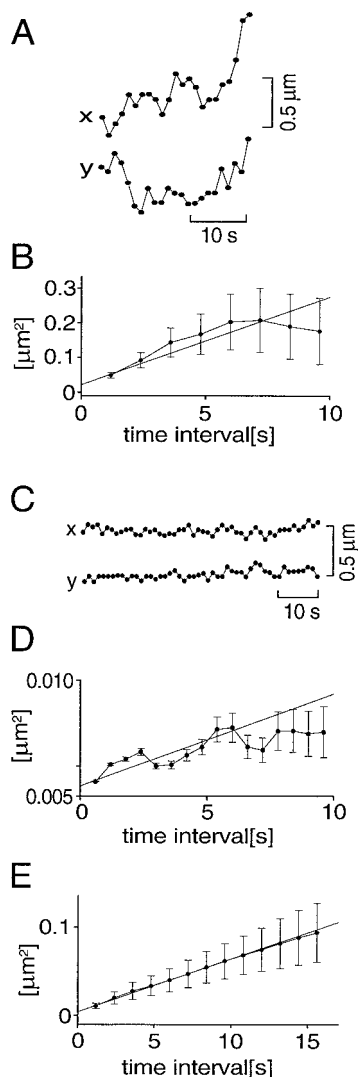 A
x
0.5 µm
y
10 s
B
[µm²]
0.3
0.2
0.1
0
0
5
10
time interval[s]
C
x
y
0.5 µm
10 s
D
[µm²]
0.010
0.005
0
5
10
time interval[s]
E
[µm²]
0.1
0
0
5
10
15
time interval[s]